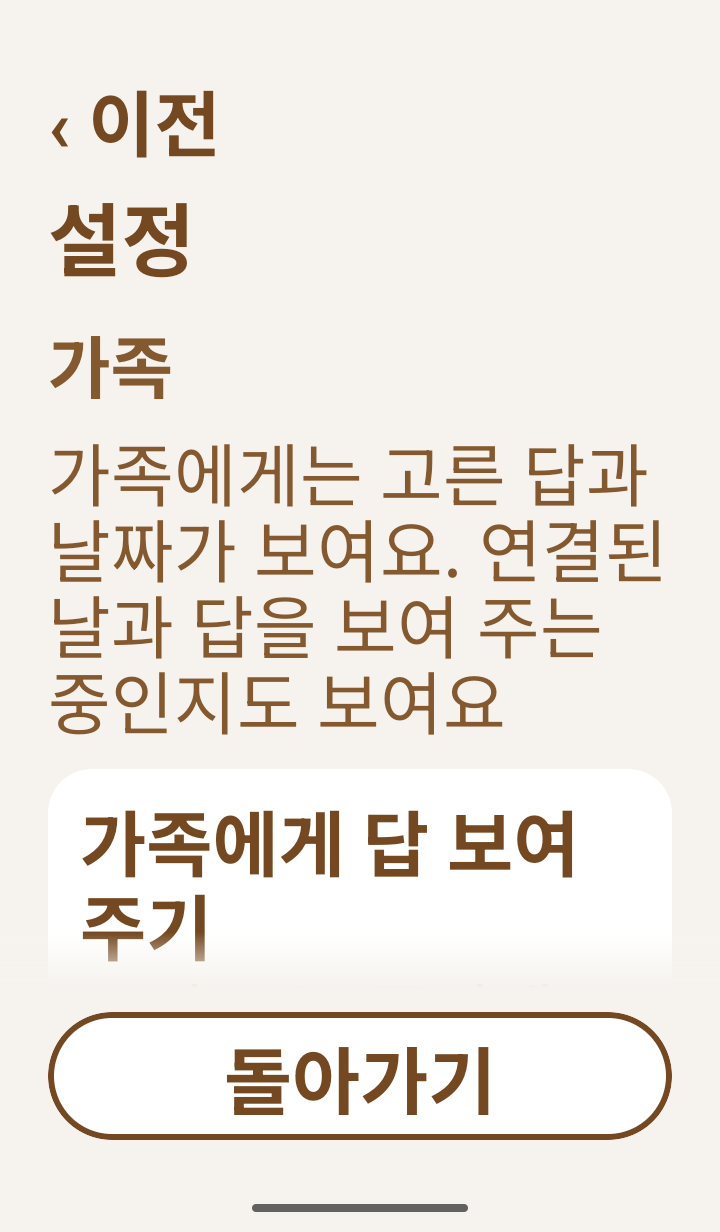 ‹ 이전
설정
가족
가족에게는 고른 답과
날짜가 보여요. 연결된
날과 답을 보여 주는
중인지도 보여요
가족에게 답 보여
주기
돌아가기